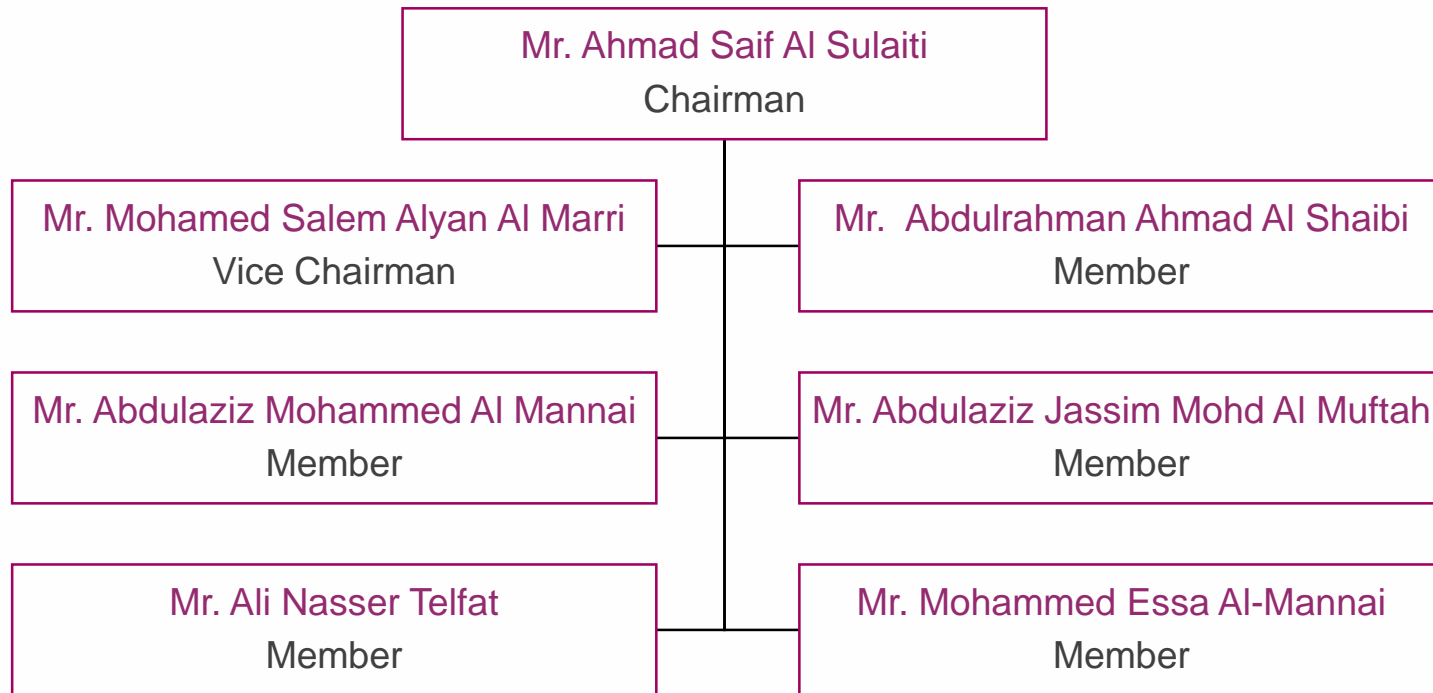 Mr. Ahmad Saif Al Sulaiti
Chairman
Mr. Mohamed Salem Alyan Al Marri
Vice Chairman
Mr. Abdulrahman Ahmad Al Shaibi
Member
Mr. Abdulaziz Mohammed Al Mannai
Member
Mr. Abdulaziz Jassim Mohd Al Muftah
Member
Mr. Ali Nasser Telfat
Member
Mr. Mohammed Essa Al-Mannai
Member